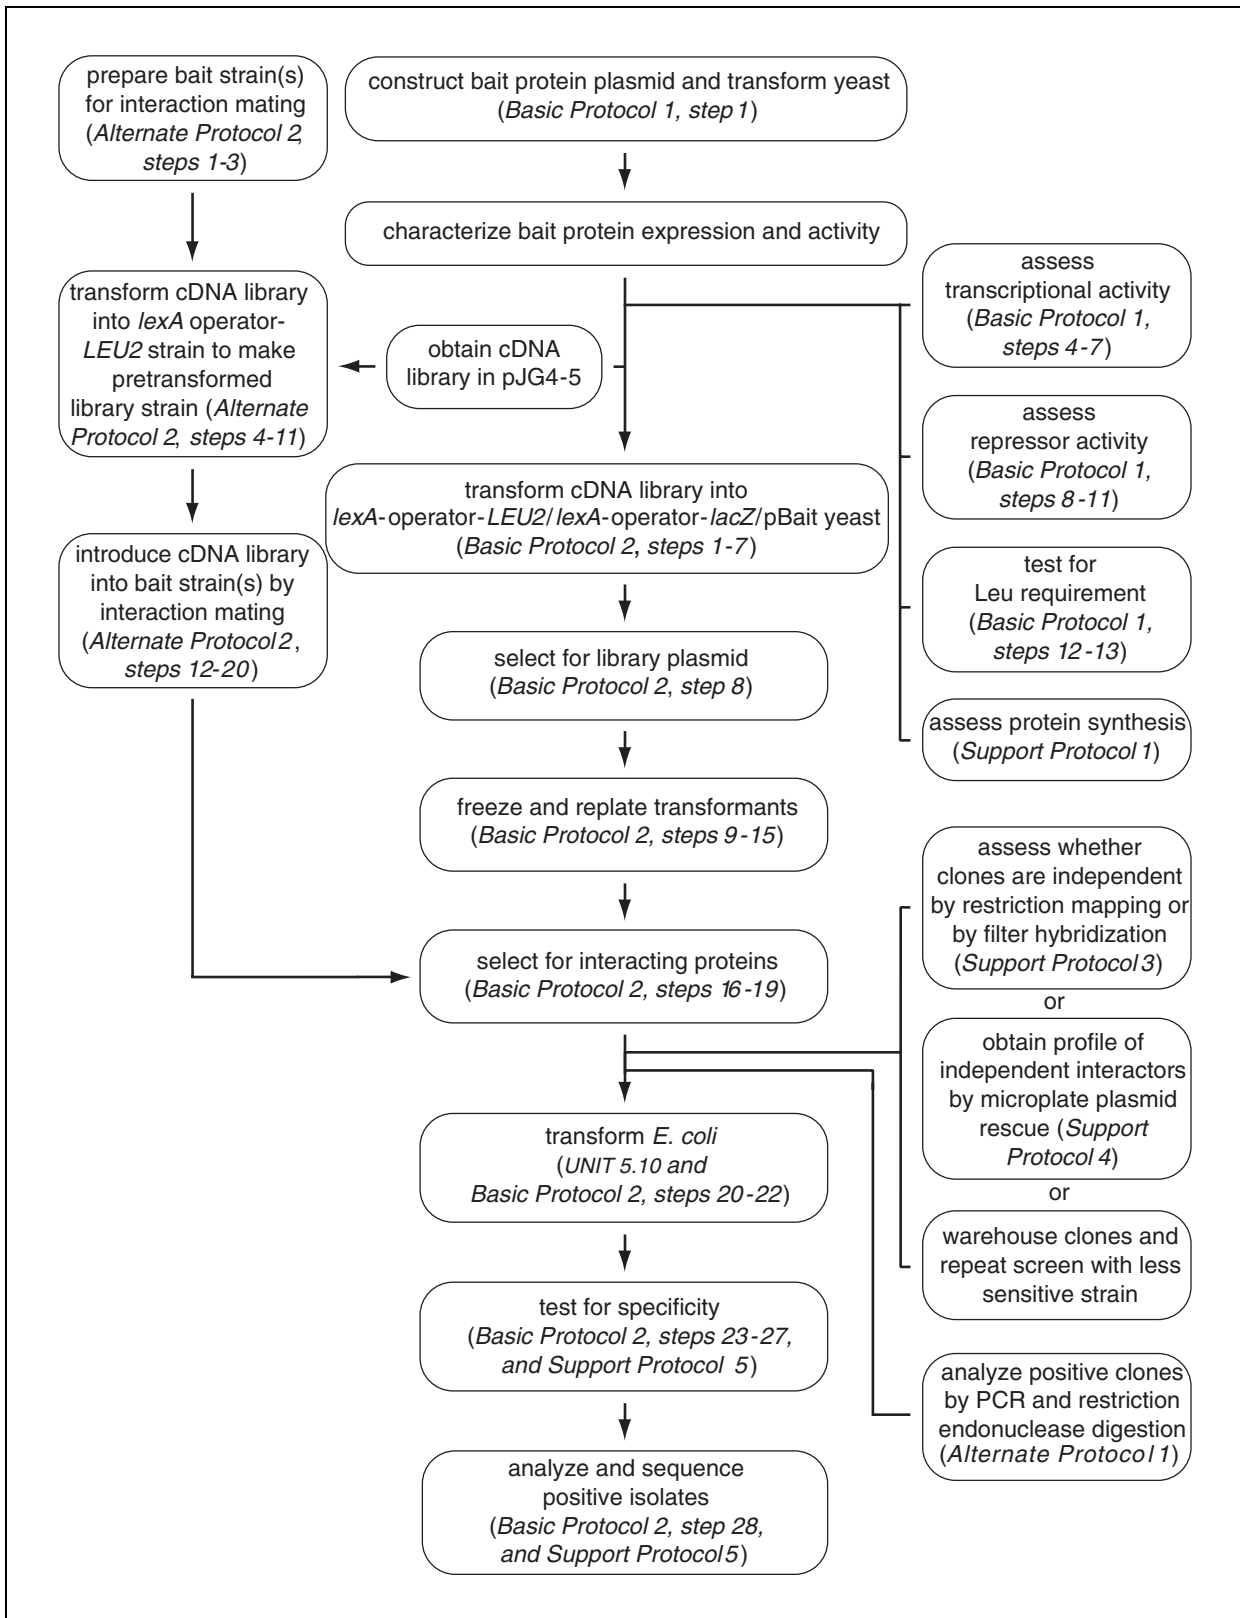 prepare bait strain(s)
for interaction mating
(Alternate Protocol 2,
steps 1-3)
construct bait protein plasmid and transform yeast
(Basic Protocol 1, step 1)
characterize bait protein expression and activity
transform cDNA library
into lexA operator-
LEU2 strain to make
pretransformed
library strain (Alternate
Protocol 2, steps 4-11)
obtain cDNA
library in pJG4-5
assess
transcriptional activity
(Basic Protocol 1,
steps 4-7)
assess
repressor activity
(Basic Protocol 1,
steps 8-11)
transform cDNA library into
lexA-operator-LEU2/lexA-operator-lacZ/pBait yeast
(Basic Protocol 2, steps 1-7)
introduce cDNA library
into bait strain(s) by
interaction mating
(Alternate Protocol 2,
steps 12-20)
test for
Leu requirement
(Basic Protocol 1,
steps 12-13)
select for library plasmid
(Basic Protocol 2, step 8)
assess protein synthesis
(Support Protocol 1)
freeze and replate transformants
(Basic Protocol 2, steps 9-15)
assess whether
clones are independent
by restriction mapping or
by filter hybridization
(Support Protocol 3)
select for interacting proteins
(Basic Protocol 2, steps 16-19)
or
obtain profile of
independent interactors
by microplate plasmid
rescue (Support
Protocol 4)
transform E. coli
(UNIT 5.10 and
Basic Protocol 2, steps 20-22)
or
warehouse clones and
repeat screen with less
sensitive strain
test for specificity
(Basic Protocol 2, steps 23-27,
and Support Protocol 5)
analyze positive clones
by PCR and restriction
endonuclease digestion
(Alternate Protocol 1)
analyze and sequence
positive isolates
(Basic Protocol 2, step 28,
and Support Protocol 5)